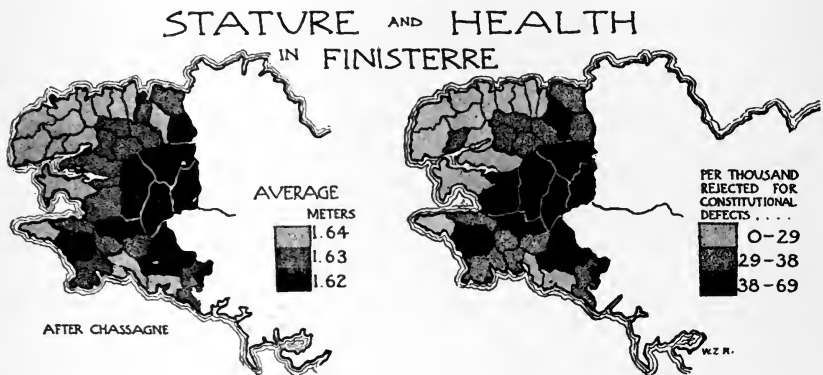 STATURE AND HEALTH
IN FINISTERRE
AVERAGE
METERS
1.64
1.63
1.62
AFTER CHASSAGNE
PER THOUSAND
REJECTED FOR
CONSTITUTIONAL
DEFECTS....
0-29
29-38
38-69
W.Z.R.